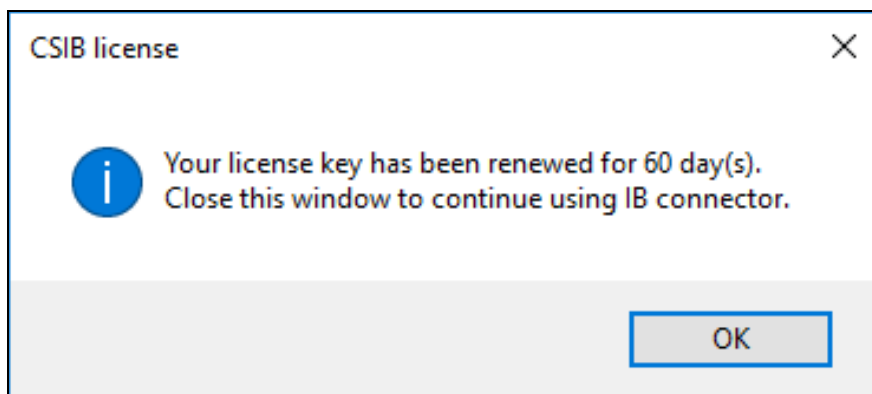 CSIB license
Your license key has been renewed for 60 day(s).
Close this window to continue using IB connector.
OK